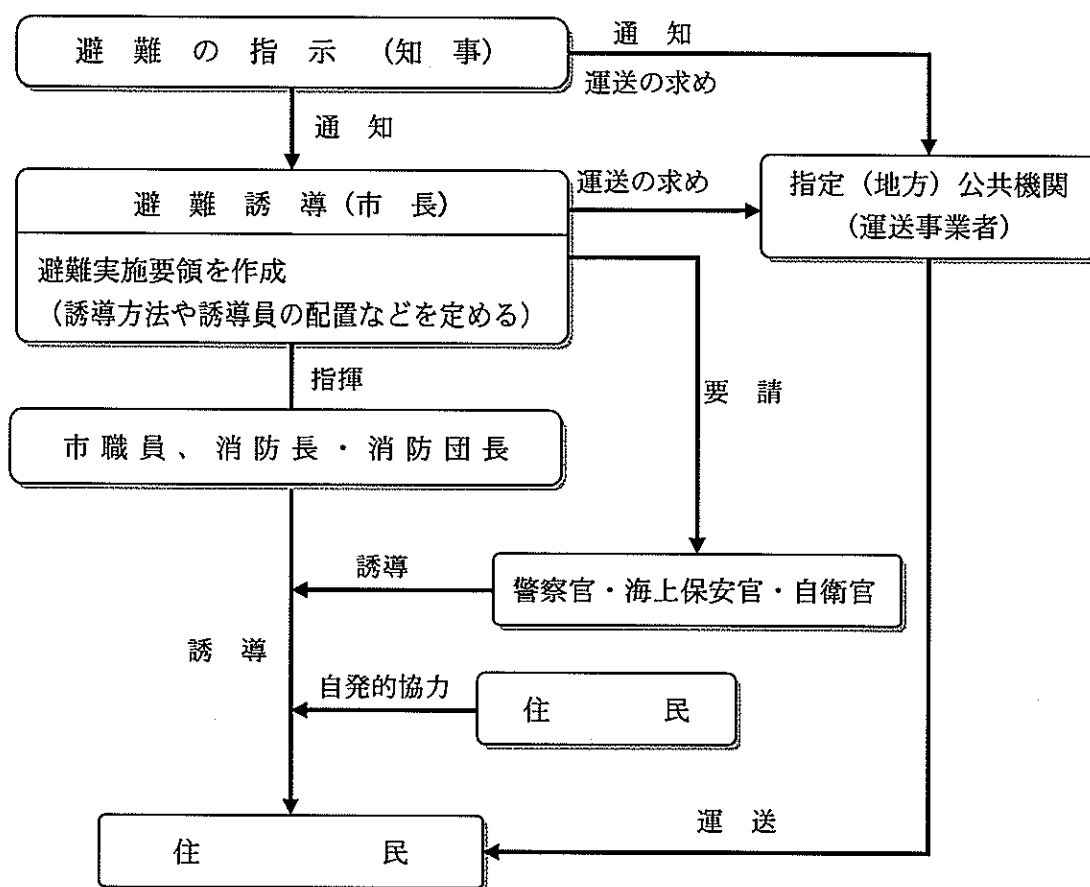 避難の指示（知事）
通知
運送の求め
通知
避難誘導（市長）
運送の求め
指定（地方）公共機関
（運送事業者）
避難実施要領を作成
（誘導方法や誘導員の配置などを定める）
指揮
要請
市職員、消防長・消防団長
誘導
警察官・海上保安官・自衛官
誘導
自発的協力
住民
運送
住民